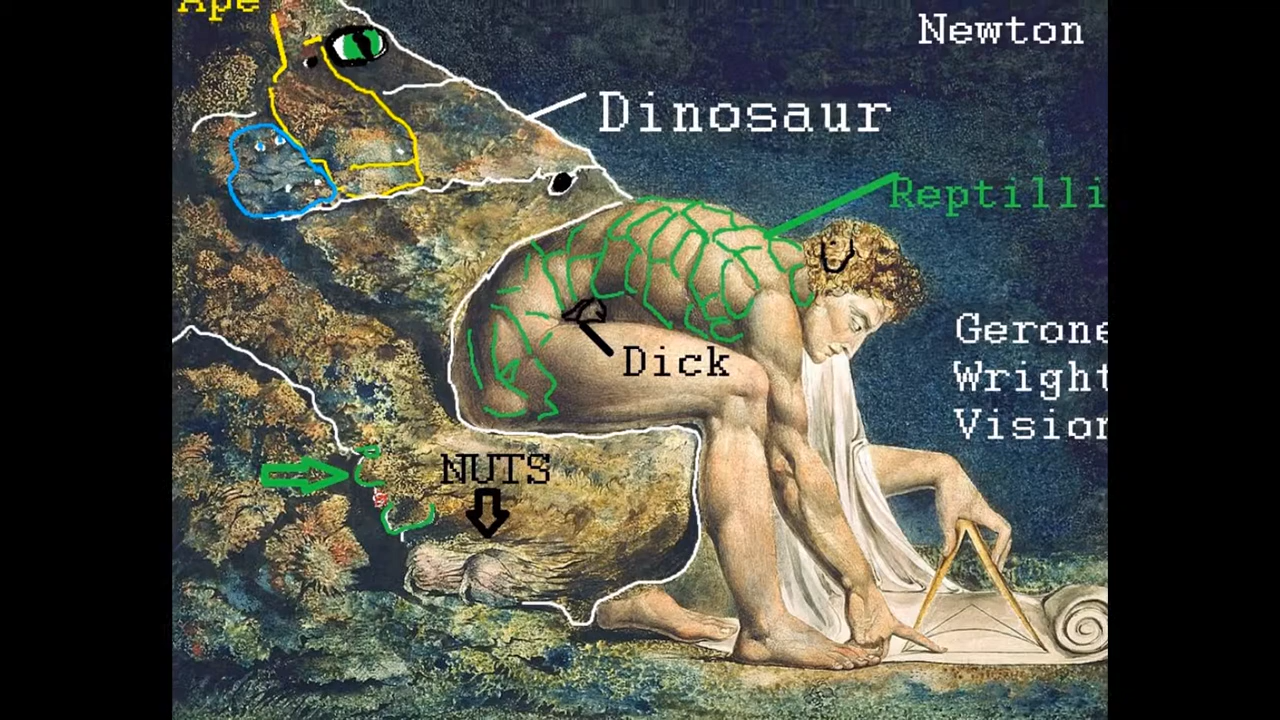 Ape
Newton
Dinosaur
Reptilli
Gerone
Wright
Vision
Dick
NUTS